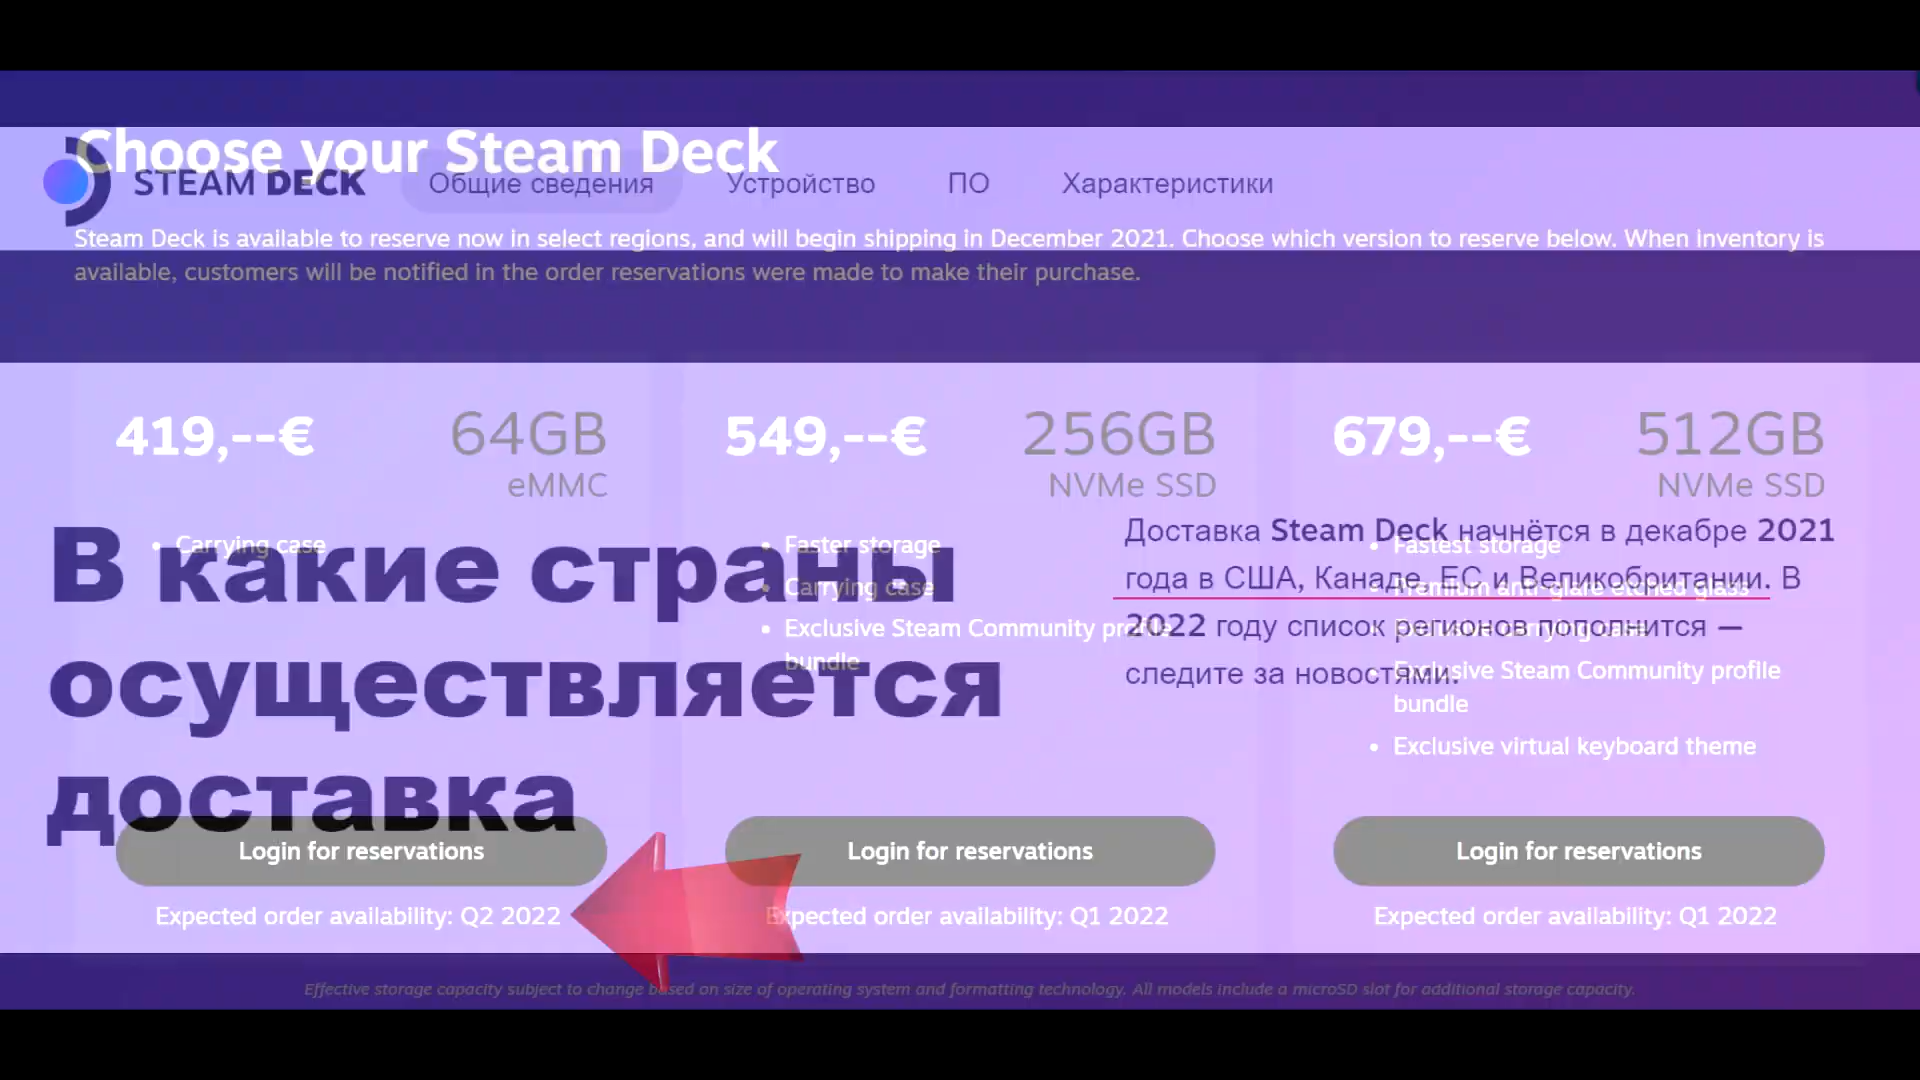 Choose your Steam Deck
STEAM DECK
Общие сведения
Устройство
ПО
Характеристики
Steam Deck is available to reserve now in select regions, and will begin shipping in December 2021. Choose which version to reserve below. When inventory is
available, customers will be notified in the order reservations were made to make their purchase.
419,--€
64GB
eMMC
Carrying case
Login for reservations
Expected order availability: Q2 2022
549,--€
256GB
NVMe SSD
Faster storage
Carrying case
Exclusive Steam Community profile
bundle
Login for reservations
Expected order availability: Q1 2022
679,--€
512GB
NVMe SSD
Fastest storage
Premium anti-glare etched glass
Exclusive carrying case
Exclusive Steam Community profile
bundle
Exclusive virtual keyboard theme
Login for reservations
Expected order availability: Q1 2022
В какие страны
осуществляется
доставка
Доставка Steam Deck начнётся в декабре 2021
года в США, Канаде, ЕС и Великобритании. В
2022 году список регионов пополнится —
следите за новостями.
Effective storage capacity subject to change based on size of operating system and formatting technology. All models include a microSD slot for additional storage capacity.